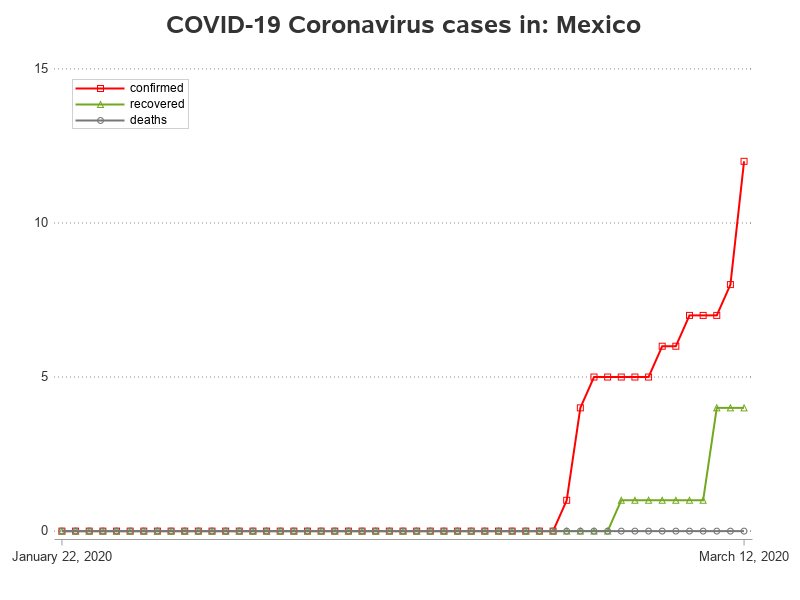 COVID-19 Coronavirus cases in: Mexico
15
confirmed
recovered
deaths
10
5
0
January 22, 2020
March 12, 2020